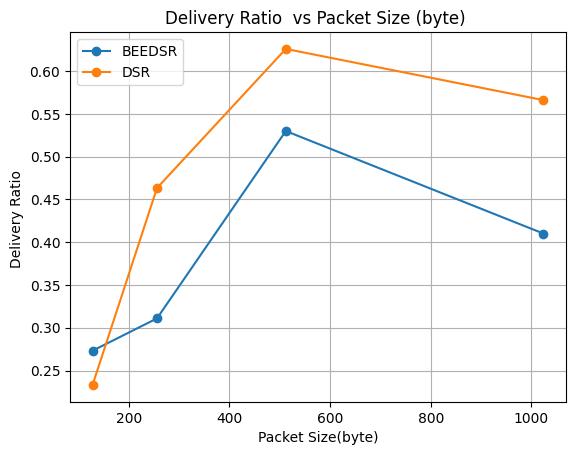 Delivery Ratio  vs Packet Size (byte)
BEEDSR
DSR
Delivery Ratio
0.60
0.55
0.50
0.45
0.40
0.35
0.30
0.25
200 400 600 800 1000
Packet Size(byte)